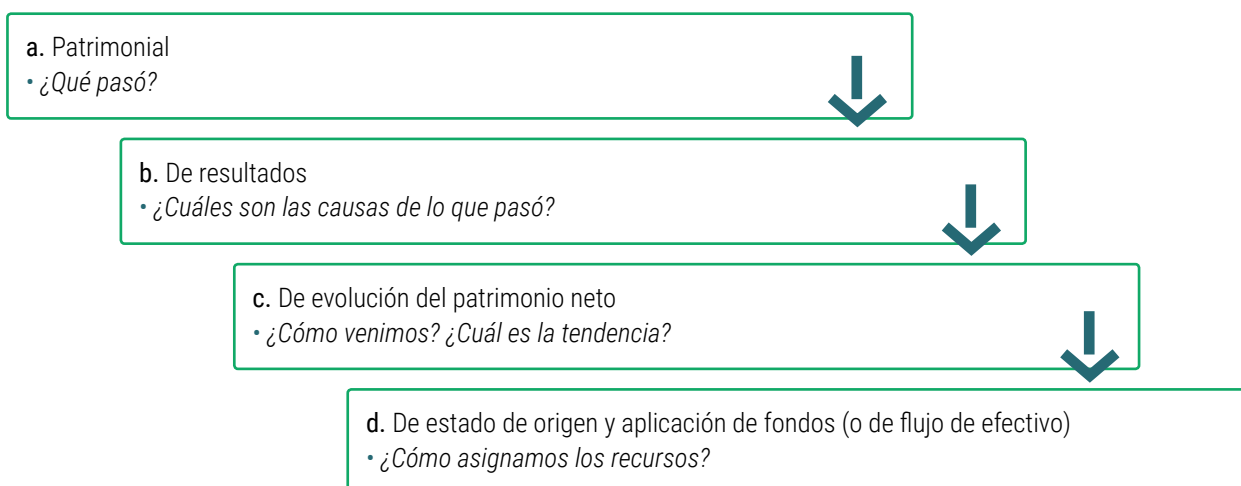 a. Patrimonial
• ¿Qué pasó?
b. De resultados
• ¿Cuáles son las causas de lo que pasó?
c. De evolución del patrimonio neto
• ¿Cómo venimos? ¿Cuál es la tendencia?
d. De estado de origen y aplicación de fondos (o de flujo de efectivo)
• ¿Cómo asignamos los recursos?